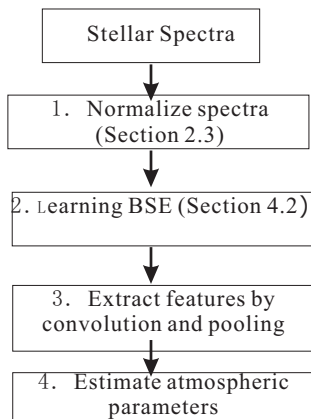 Stellar Spectra
1. Normalize spectra
(Section 2.3)
2. Learning BSE (Section 4.2)
3. Extract features by
convolution and pooling
4. Estimate atmospheric
parameters